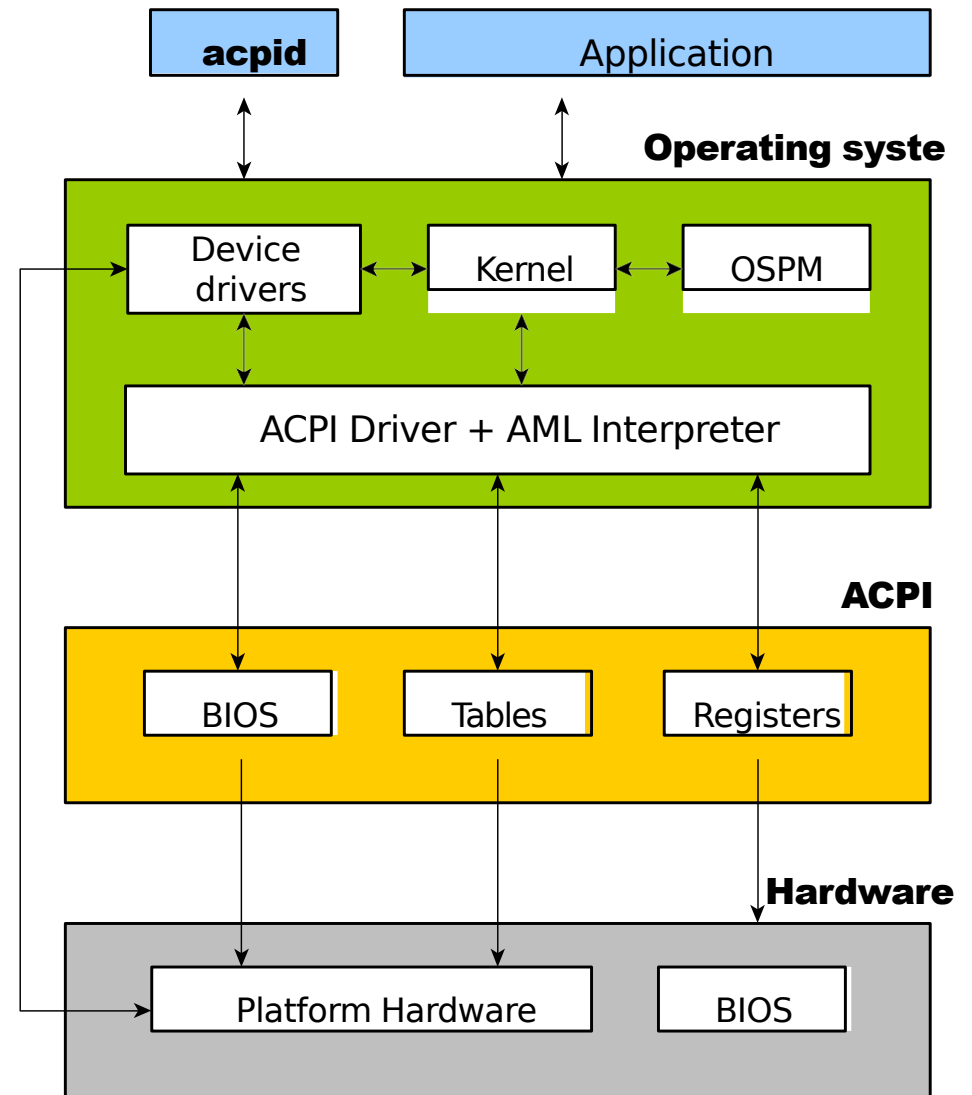 acpid
Application
Operating syste
Device
drivers
Kernel
OSPM
ACPI Driver + AML Interpreter
ACPI
BIOS
Tables
Registers
Hardware
Platform Hardware
BIOS